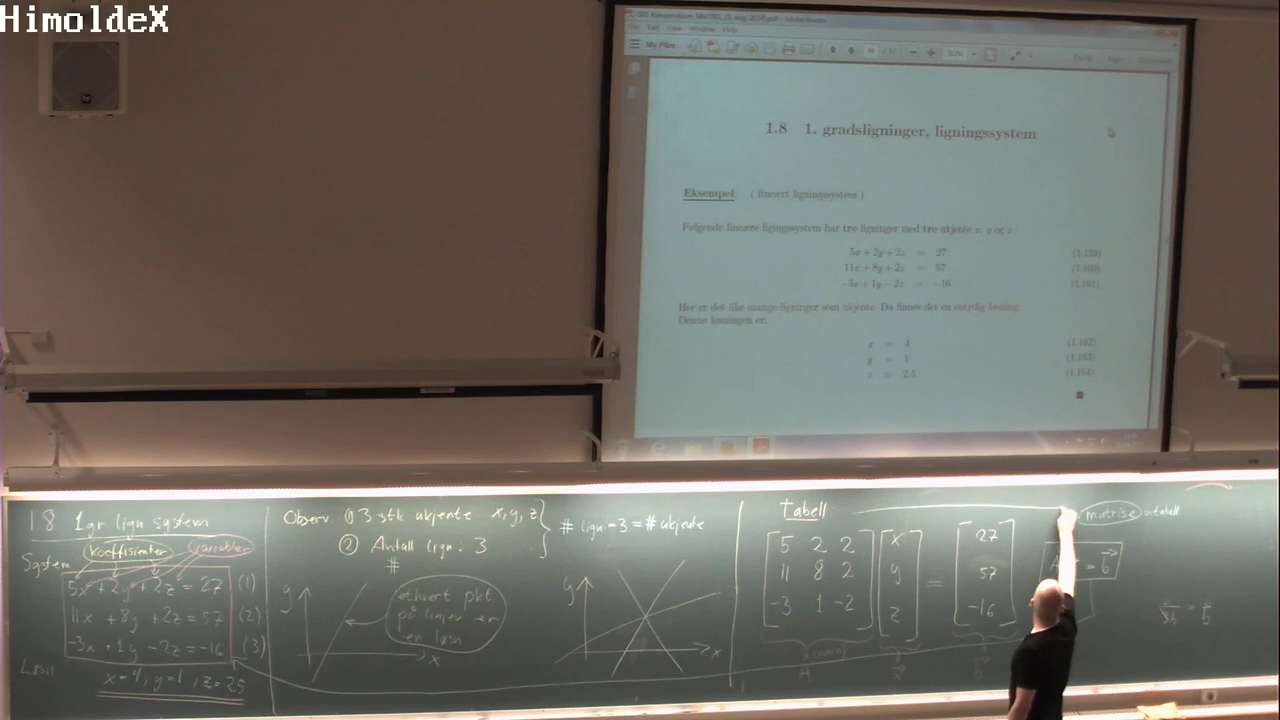 HimoldeX
My Files
1.8 1. gradsligninger, ligningssystem
Eksempel: ( lineært ligningssystem )
Følgende lineære ligingssystem har tre ligninger med tre ukjente x, y og z :
5x + 2y + 2z = 27 (1.159)
11x + 8y + 2z = 57 (1.160)
−3x + 1y − 2z = −16 (1.161)
Her er det like mange ligninger som ukjente. Da finnes det en entydig løsning.
Denne løsningen er:
x = 4 (1.162)
y = 1 (1.163)
z = 2.5 (1.164)
1.8 1gr lign system
koeffisienter variabler
System
5x + 2y + 2z = 27 (1)
11x + 8y + 2z = 57 (2)
-3x + 1y - 2z = -16 (3)
Løsn
x=4, y=1, z=2.5
Observ. ① 3 stk ukjente x, y, z
② Antall lign: 3
#
# lign = 3 = # ukjente
y
x
ethvert pkt
på linjen er
en løsn
y
x
tabell
5 2 2 x 27
11 8 2 y = 57
-3 1 -2 z -16
A
matrise = tabell